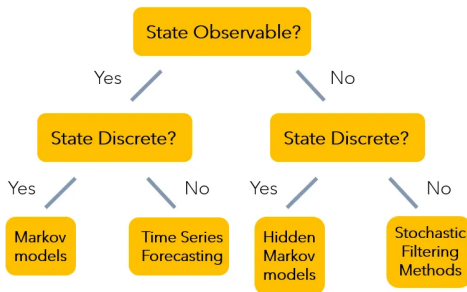 State Observable?
Yes
No
State Discrete?
State Discrete?
Yes
No
Yes
No
Markov
models
Time Series
Forecasting
Hidden
Markov
models
Stochastic
Filtering
Methods